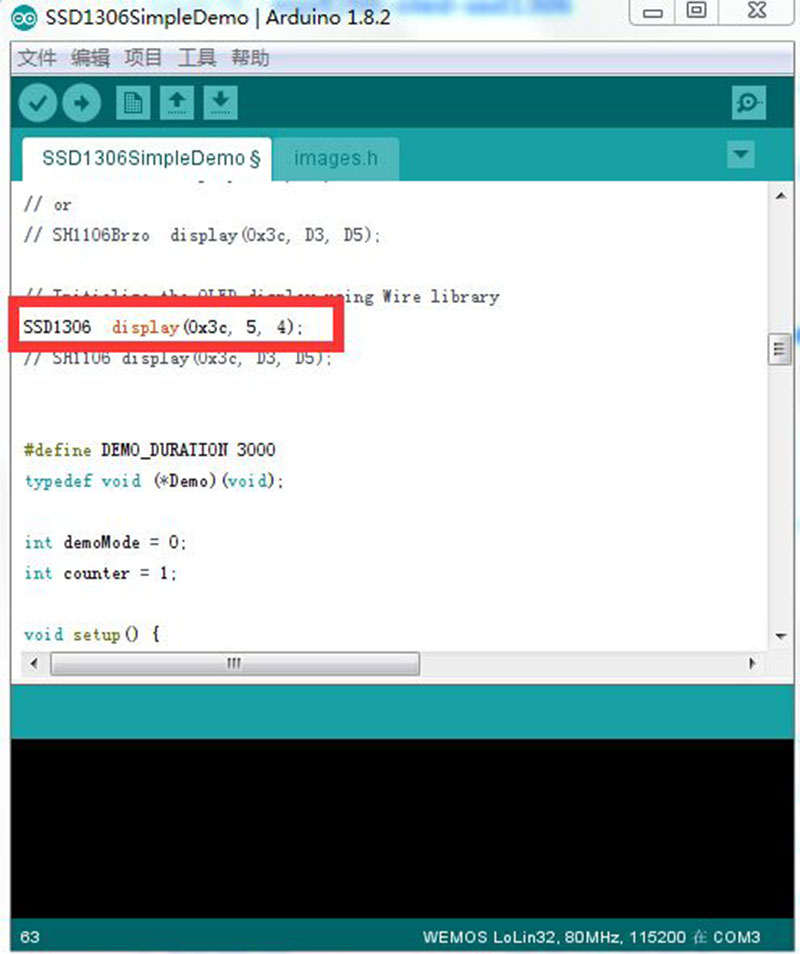 SSD1306SimpleDemo | Arduino 1.8.2
文件 编辑 项目 工具 帮助
SSD1306SimpleDemo § images.h
// or
// SH1106Brzo  display(0x3c, D3, D5);
// Initialize the OLED display using Wire library
SSD1306  display(0x3c, 5, 4);
// SH1106 display(0x3c, D3, D5);
#define DEMO_DURATION 3000
typedef void (*Demo)(void);
int demoMode = 0;
int counter = 1;
void setup() {
63 WEMOS LoLin32, 80MHz, 115200 在 COM3